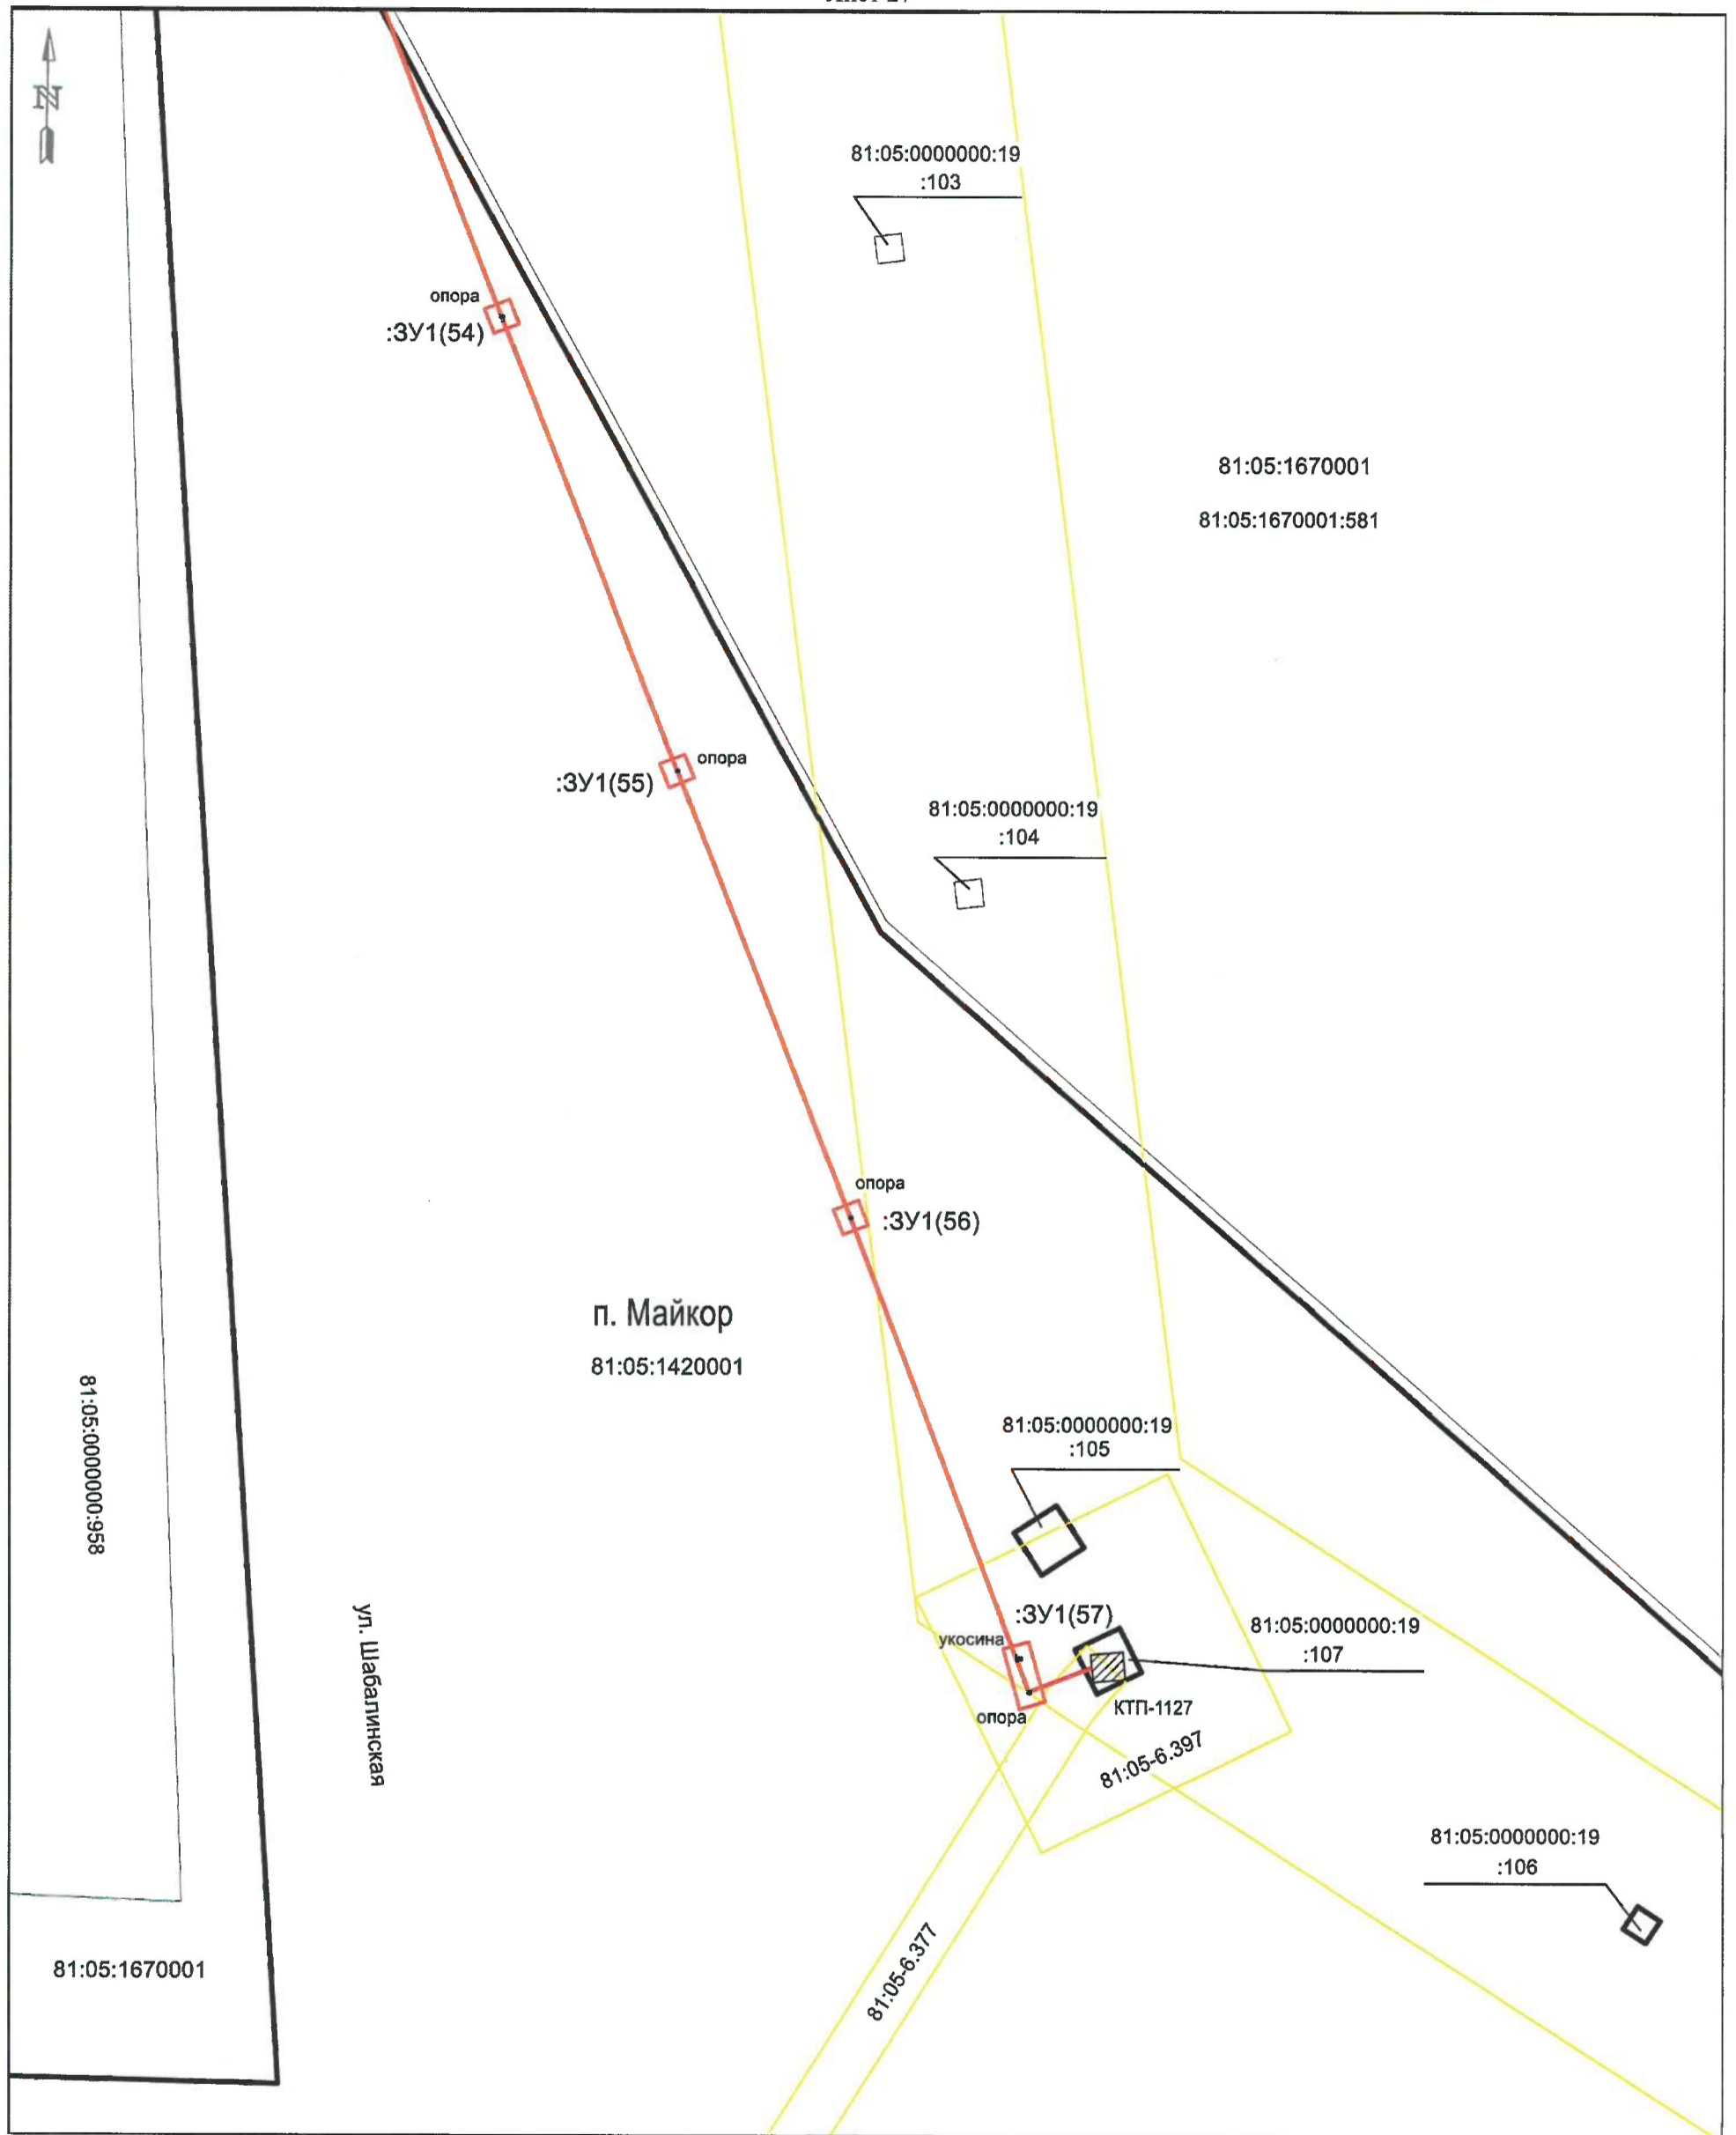 N
81:05:0000000:19
:103
опора
:ЗУ1(54)
81:05:1670001
81:05:1670001:581
опора
:ЗУ1(55)
81:05:0000000:19
:104
опора
:ЗУ1(56)
п. Майкор
81:05:1420001
81:05:0000000:958
81:05:0000000:19
:105
ул. Шабалинская
:ЗУ1(57)
укосина
81:05:0000000:19
:107
опора
КТП-1127
81:05-6.397
81:05:0000000:19
:106
81:05-6.377
81:05:1670001